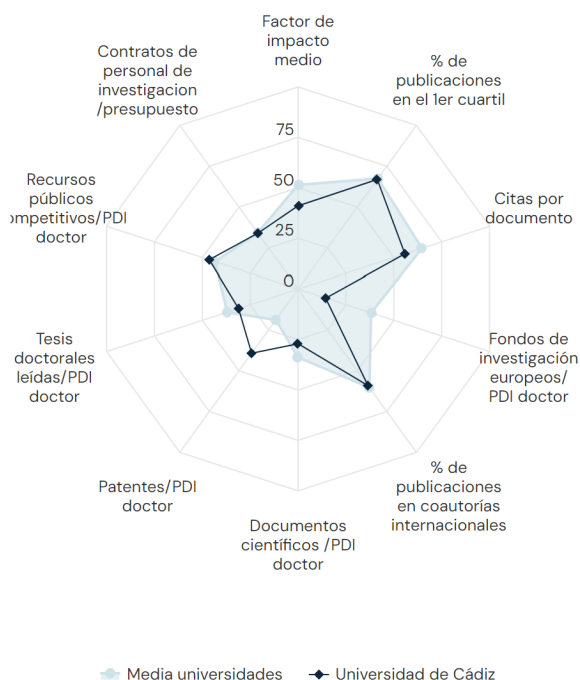 Factor de
impacto
medio
% de
publicaciones
en el 1er cuartil
Citas por
documento
Fondos de
investigación
europeos/
PDI doctor
% de
publicaciones
en coautorías
internacionales
Documentos
científicos /PDI
doctor
Patentes/PDI
doctor
Tesis
doctorales
leídas/PDI
doctor
Recursos
públicos
ompetitivos/PDI
doctor
Contratos de
personal de
investigacion
/presupuesto
75
50
25
0
Media universidades
Universidad de Cádiz